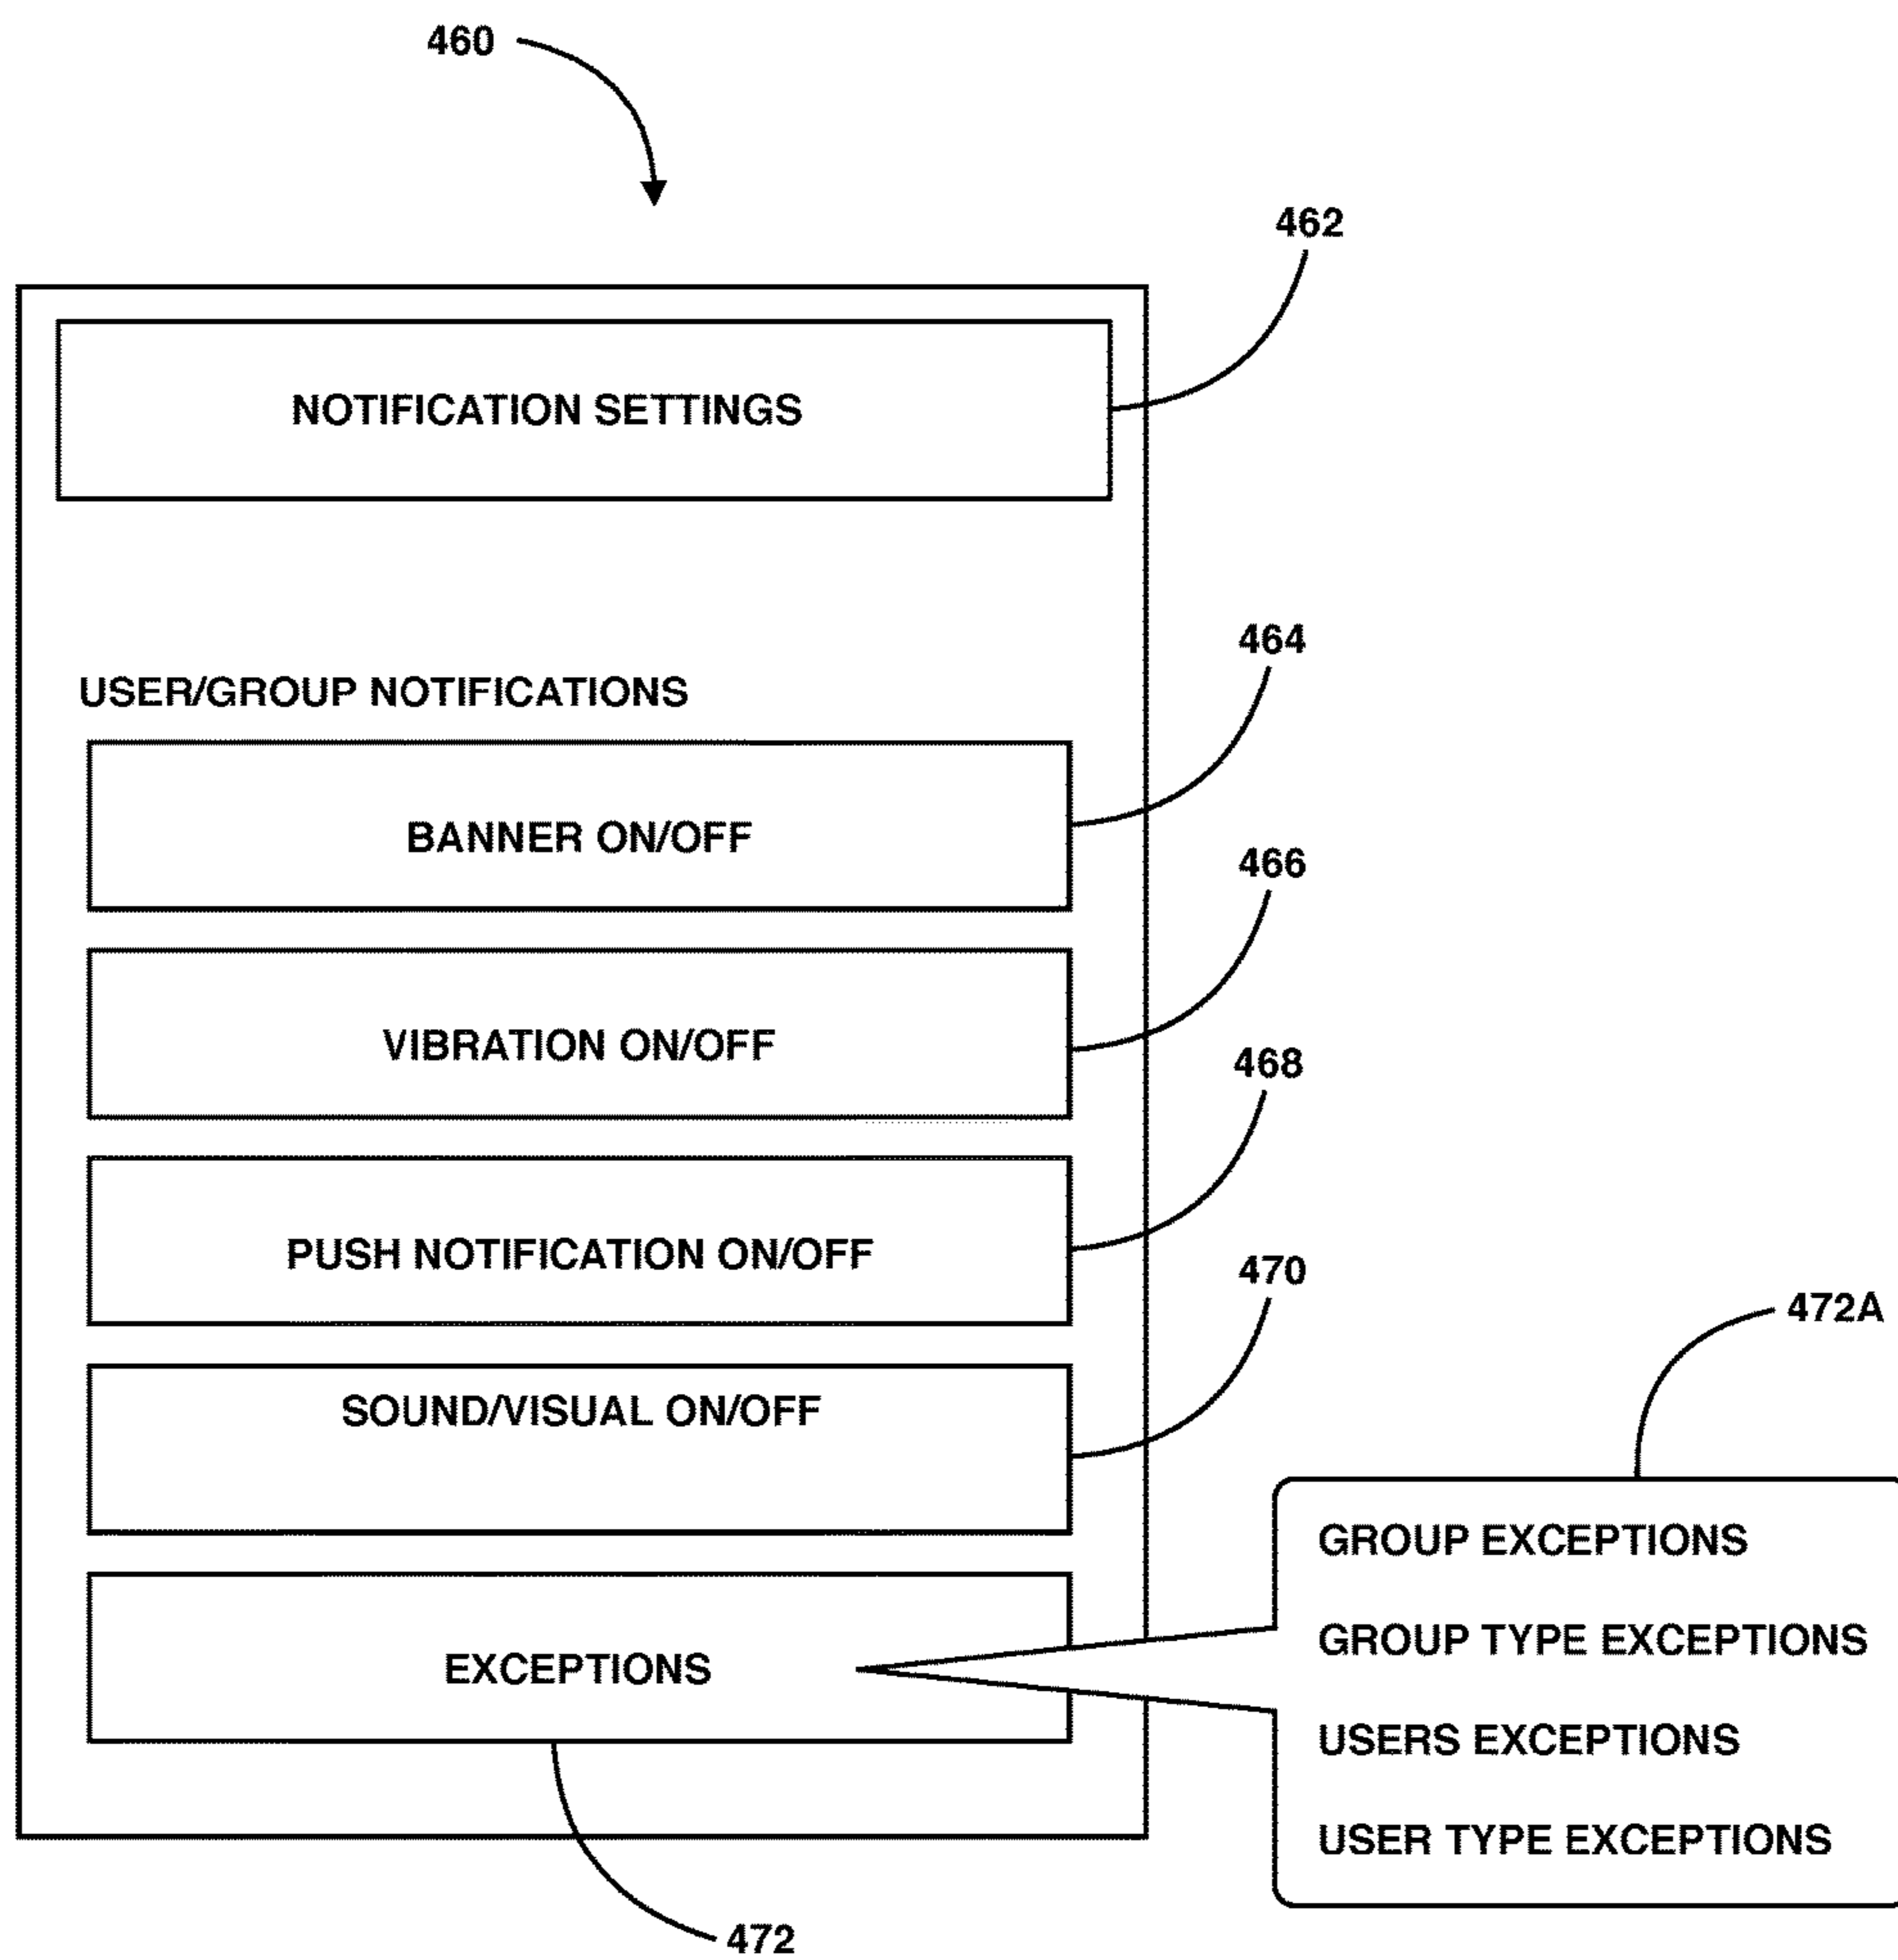 460
462
NOTIFICATION SETTINGS
464
USER/GROUP NOTIFICATIONS
BANNER ON/OFF
466
VIBRATION ON/OFF
468
PUSH NOTIFICATION ON/OFF
470
472A
SOUND/VISUAL ON/OFF
GROUP EXCEPTIONS
GROUP TYPE EXCEPTIONS
EXCEPTIONS
USERS EXCEPTIONS
USER TYPE EXCEPTIONS
472